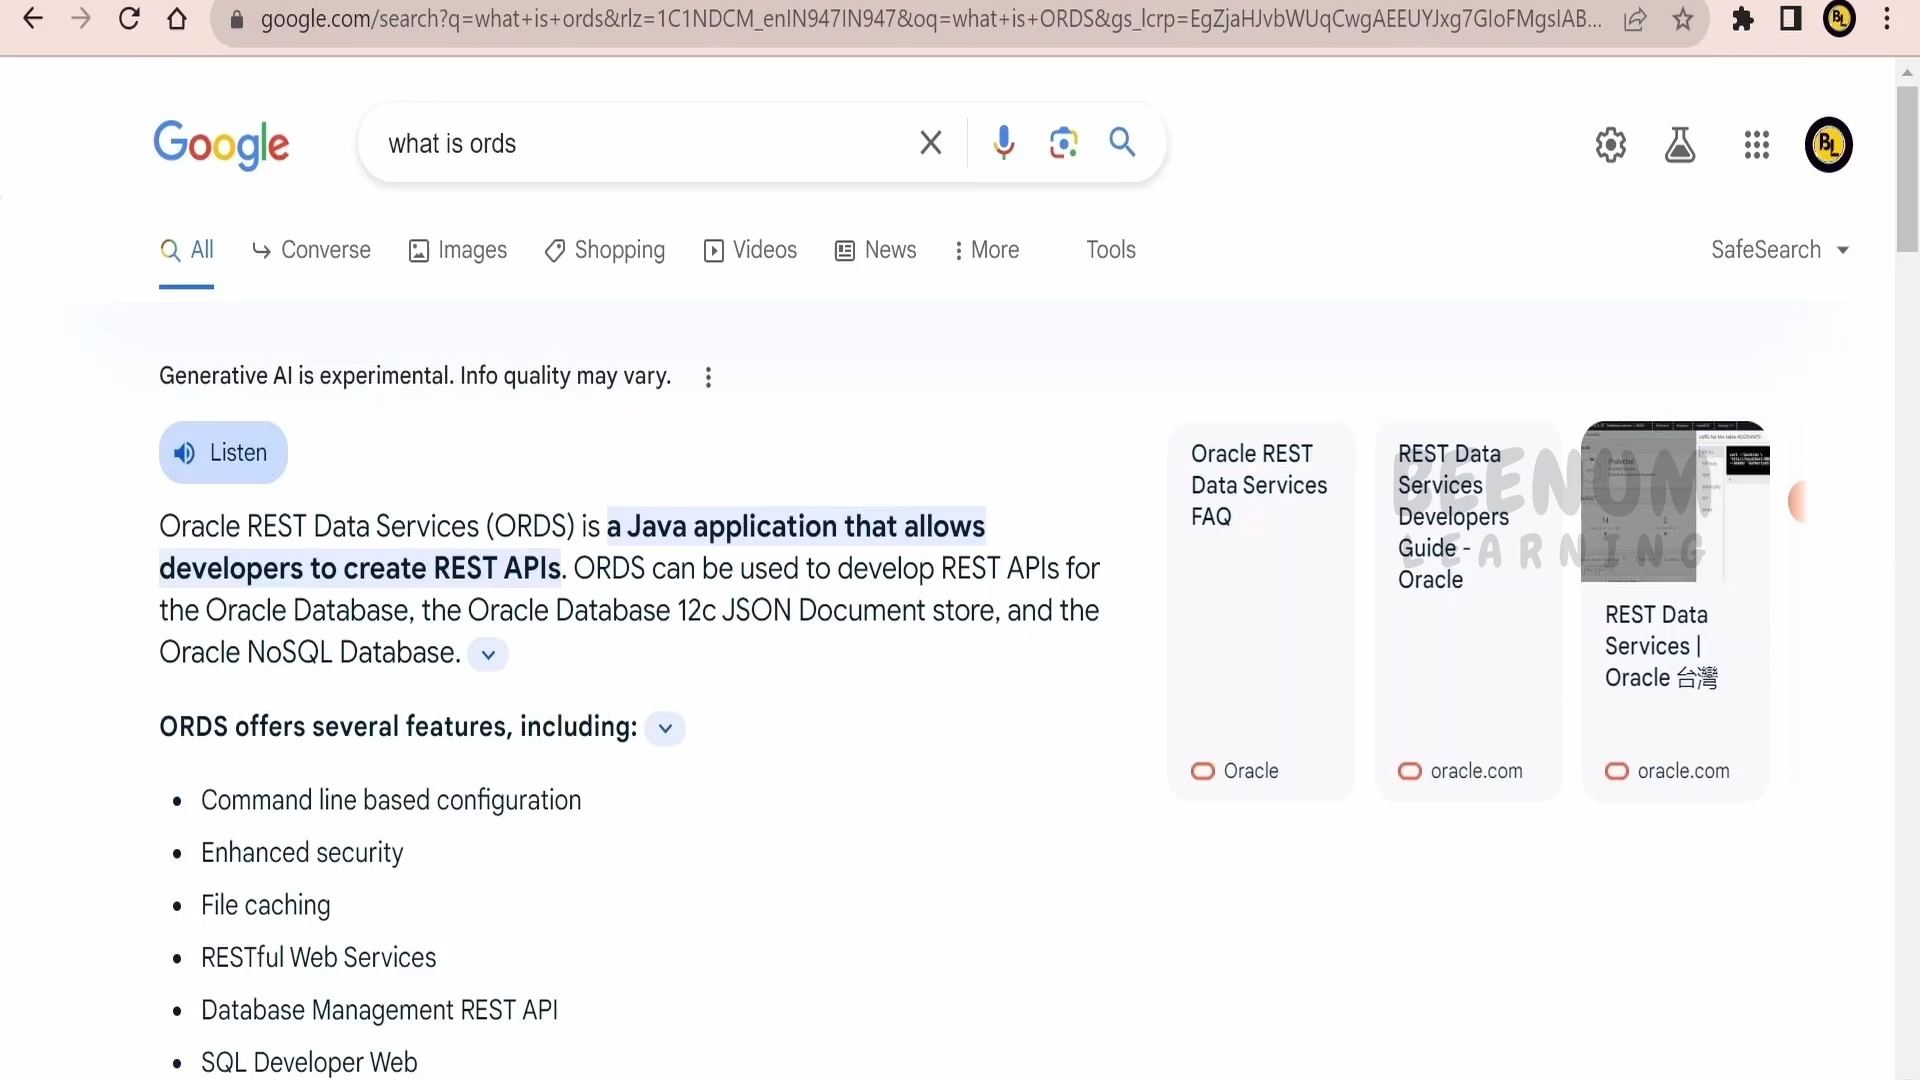 google.com/search?q=what+is+ords&rlz=1C1NDCM_enIN947IN947&oq=what+is+ORDS&gs_lcrp=EgZjaHJvbWUqCwgAEEUYJxg7GIoFMgsIAB...
Google
what is ords
All Converse Images Shopping Videos News More Tools SafeSearch
Generative AI is experimental. Info quality may vary.
Listen
Oracle REST Data Services (ORDS) is a Java application that allows
developers to create REST APIs. ORDS can be used to develop REST APIs for
the Oracle Database, the Oracle Database 12c JSON Document store, and the
Oracle NoSQL Database.
ORDS offers several features, including:
Command line based configuration
Enhanced security
File caching
RESTful Web Services
Database Management REST API
SQL Developer Web
Oracle REST
Data Services
FAQ
Oracle
REST Data
Services
Developers
Guide -
Oracle
oracle.com
REST Data
Services |
Oracle 台灣
oracle.com
BEENUM
LEARNING
BL
BL